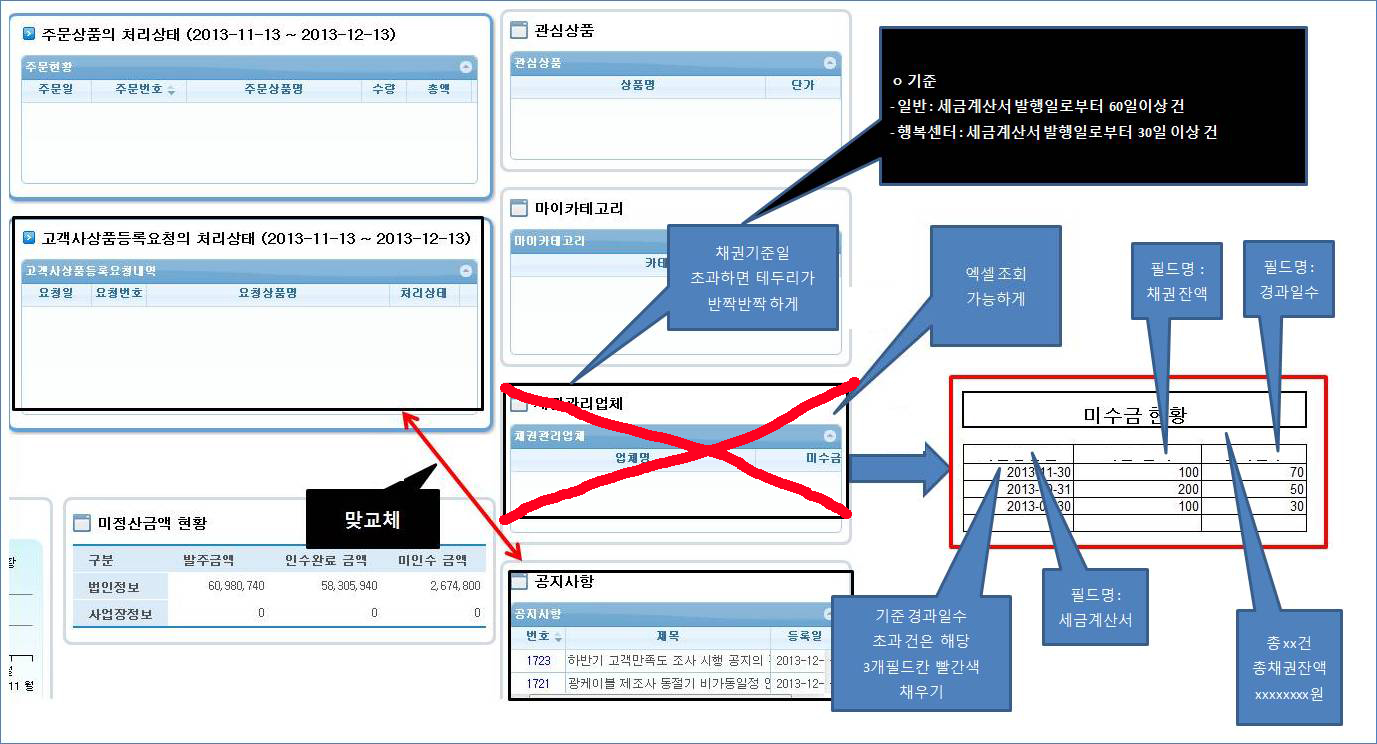 주문상품의 처리상태 (2013-11-13 ~ 2013-12-13)
주문현황
주문일 주문번호 주문상품명 수량 총액
고객사상품등록요청의 처리상태 (2013-11-13 ~ 2013-12-13)
고객사상품등록요청내역
요청일 요청번호 요청상품명 처리상태
맞교체
미정산금액 현황
구분 발주금액 인수완료 금액 미인수 금액
법인정보 60,980,740 58,305,940 2,674,800
사업장정보 0 0 0
11 월
관심상품
관심상품
상품명 단가
마이카테고리
마이카테고리
카테
관리업체
채권관리업체
업체명 미수금
공지사항
공지사항
번호 제목 등록일
1723 하반기 고객만족도 조사 시행 공지의 2013-12-
1721 광케이블 제조사 동절기 비가동일정 2013-12-
ㅇ 기준
- 일반 : 세금계산서 발행일로부터 60일이상 건
- 행복센터 : 세금계산서 발행일로부터 30일 이상 건
채권기준일
초과하면 테두리가
반짝반짝 하게
엑셀 조회
가능하게
필드명 :
채권 잔액
필드명:
경과일수
미수금 현황
2013-11-30 100 70
2013- -31 200 50
2013-0 30 100 30
기준 경과일수
초과 건은 해당
3개필드칸 빨간색
채우기
필드명:
세금계산서
총 xx건
총채권잔액
xxxxxxxx원